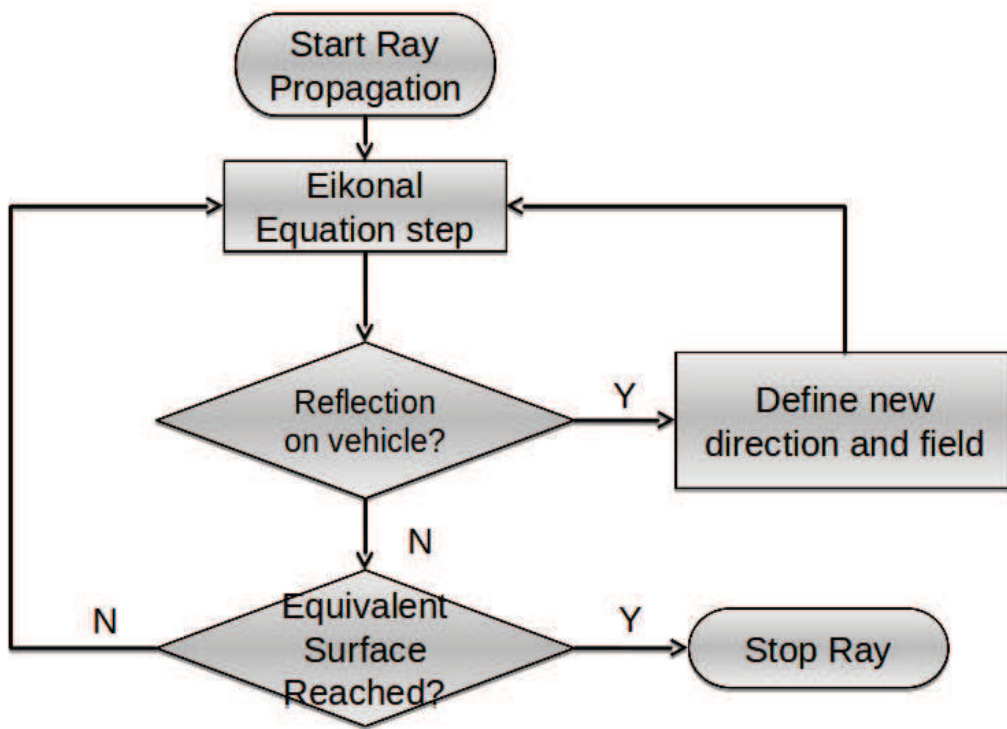 Start Ray
Propagation
Eikonal
Equation step
Reflection
on vehicle?
Y
Define new
direction and field
N
Equivalent
Surface
Reached?
N
Y
Stop Ray